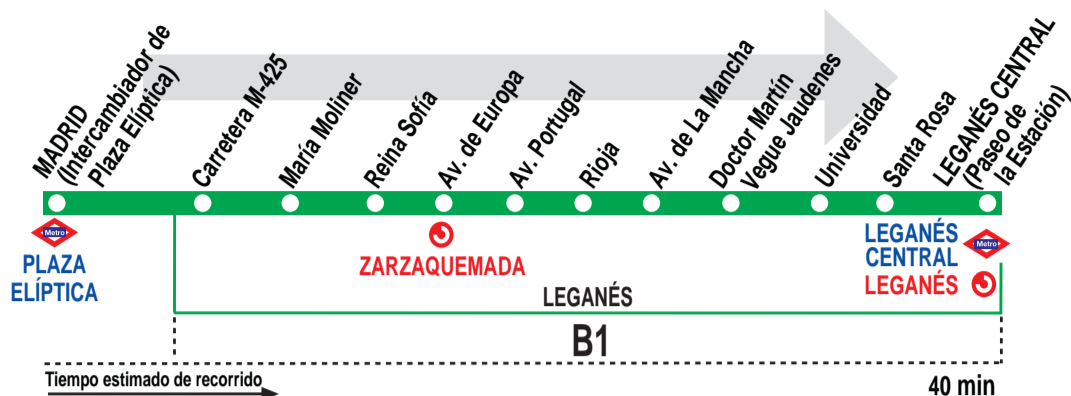 MADRID
(Intercambiador de
Plaza Elíptica)
Carretera M-425
María Moliner
Reina Sofía
Av. de Europa
Av. Portugal
Rioja
Av. de La Mancha
Doctor Martín
Vegue Jaudenes
Universidad
Santa Rosa
LEGANÉS CENTRAL
(Paseo de
la Estación)
Metro
PLAZA
ELÍPTICA
ZARZAQUEMADA
LEGANÉS
CENTRAL
Metro
LEGANÉS
LEGANÉS
B1
Tiempo estimado de recorrido
40 min